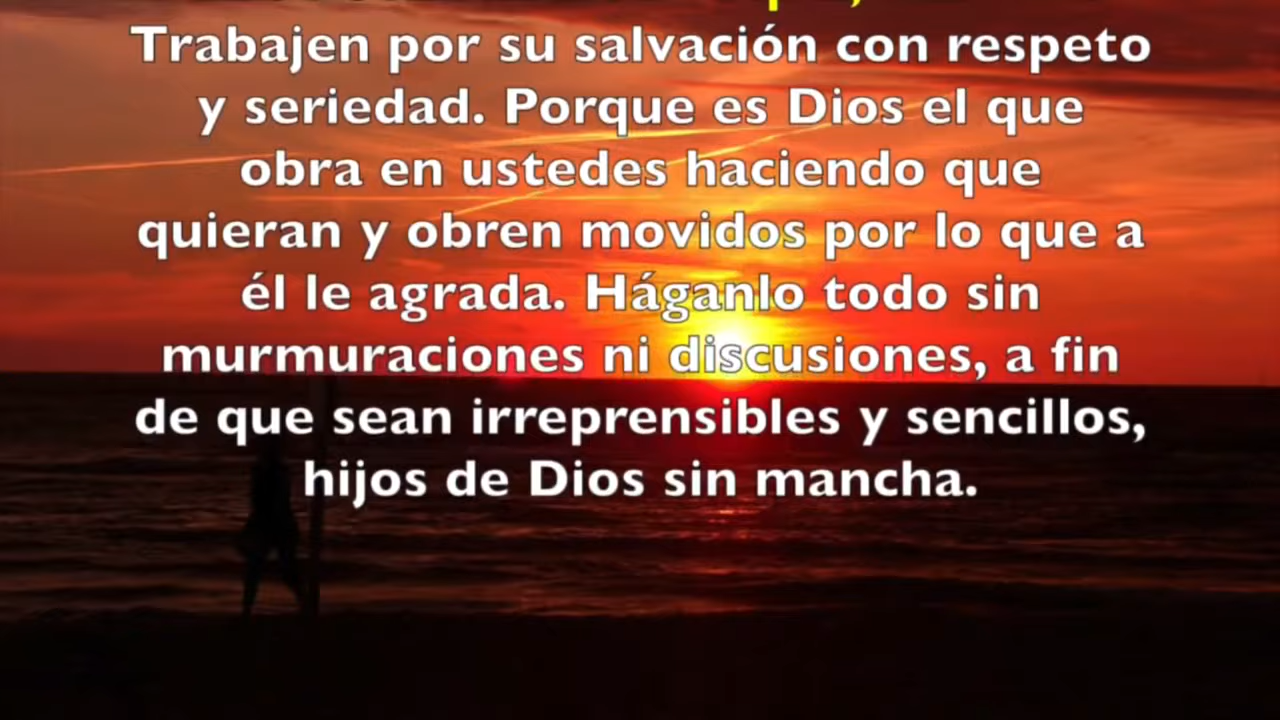 Trabajen por su salvación con respeto
y seriedad. Porque es Dios el que
obra en ustedes haciendo que
quieran y obren movidos por lo que a
él le agrada. Háganlo todo sin
murmuraciones ni discusiones, a fin
de que sean irreprensibles y sencillos,
hijos de Dios sin mancha.